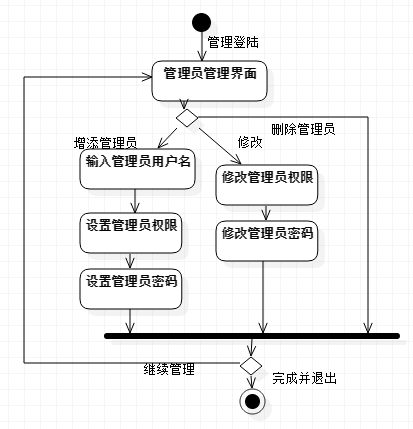 管理登陆
管理员管理界面
删除管理员
增添管理员
修改
输入管理员用户名
修改管理员权限
设置管理员权限
修改管理员密码
设置管理员密码
继续管理
完成并退出